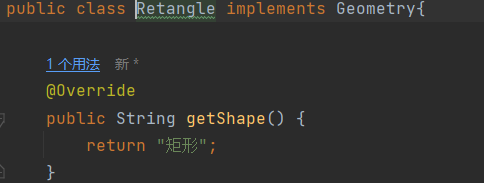 public class Retangle implements Geometry{
1 个用法 新 *
@Override
public String getShape() {
return "矩形";
}